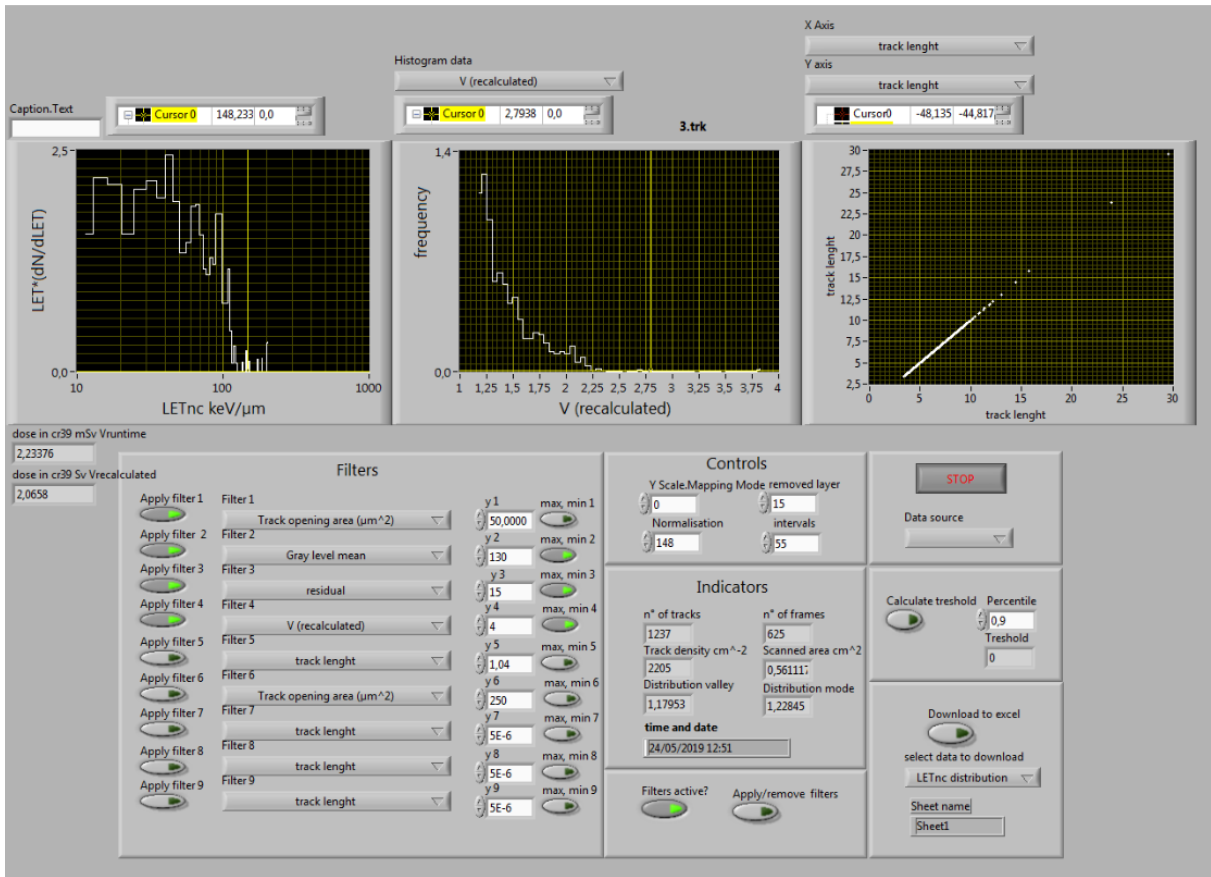 X Axis
track lenght
Histogram data
Y axis
V (recalculated)
track lenght
Caption.Text
Cursor 0 148,233 0,0
Cursor 0 2,7938 0,0
3.trk
Cursor0 -48,135 -44,817
2,5
LET*(dN/dLET)
0,0
10 100 1000
LETnc keV/µm
1,4
frequency
0,0
1 1,25 1,5 1,75 2 2,25 2,5 2,75 3 3,25 3,5 3,75 4
V (recalculated)
30
27,5
25
22,5
20
17,5
15
12,5
10
7,5
5
2,5
track lenght
0 5 10 15 20 25 30
track lenght
dose in cr39 mSv Vruntime
2,23376
dose in cr39 Sv Vrecalculated
2,0658
Filters
Apply filter 1 Filter 1 y 1 max, min 1
Track opening area (µm^2) 50,0000
Apply filter 2 Filter 2 y 2 max, min 2
Gray level mean 130
Apply filter 3 Filter 3 y 3 max, min 3
residual 15
Apply filter 4 Filter 4 y 4 max, min 4
V (recalculated) 4
Apply filter 5 Filter 5 y 5 max, min 5
track lenght 1,04
Apply filter 6 Filter 6 y 6 max, min 6
Track opening area (µm^2) 250
Apply filter 7 Filter 7 y 7 max, min 7
track lenght 5E-6
Apply filter 8 Filter 8 y 8 max, min 8
track lenght 5E-6
Apply filter 9 Filter 9 y 9 max, min 9
track lenght 5E-6
Controls
Y Scale.Mapping Mode removed layer
0 15
Normalisation intervals
148 55
Indicators
n° of tracks n° of frames
1237 625
Track density cm^-2 Scanned area cm^2
2205 0,561117
Distribution valley Distribution mode
1,17953 1,22845
time and date
24/05/2019 12:51
Filters active? Apply/remove filters
STOP
Data source
Calculate treshold Percentile
0,9
Treshold
0
Download to excel
select data to download
LETnc distribution
Sheet name
Sheet1